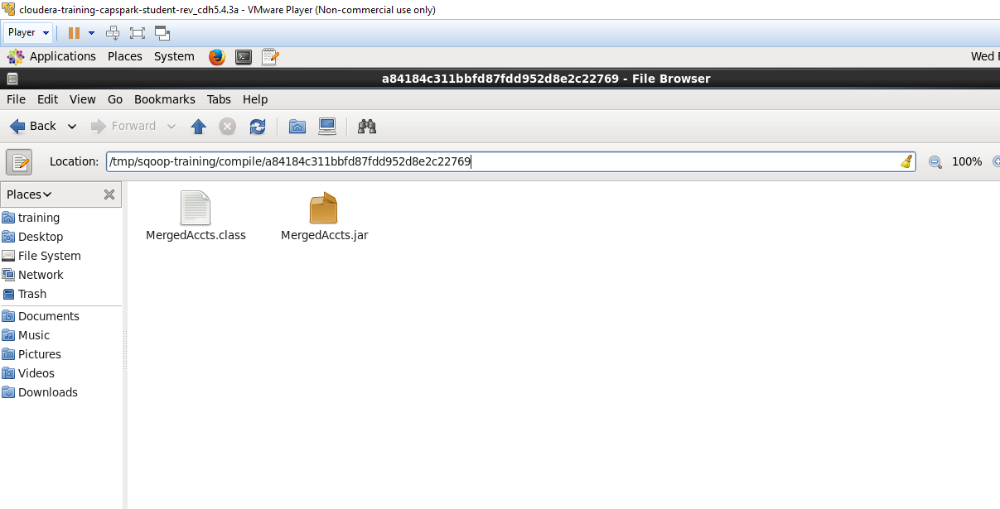 cloudera-training-capspark-student-rev_cdh5.4.3a - VMware Player (Non-commercial use only)
Player
Applications Places System Wed F
a84184c311bbfd87fdd952d8e2c22769 - File Browser
File Edit View Go Bookmarks Tabs Help
Back Forward
Location: /tmp/sqoop-training/compile/a84184c311bbfd87fdd952d8e2c22769 100%
Places
training
Desktop
File System
Network
Trash
Documents
Music
Pictures
Videos
Downloads
MergedAccts.class MergedAccts.jar